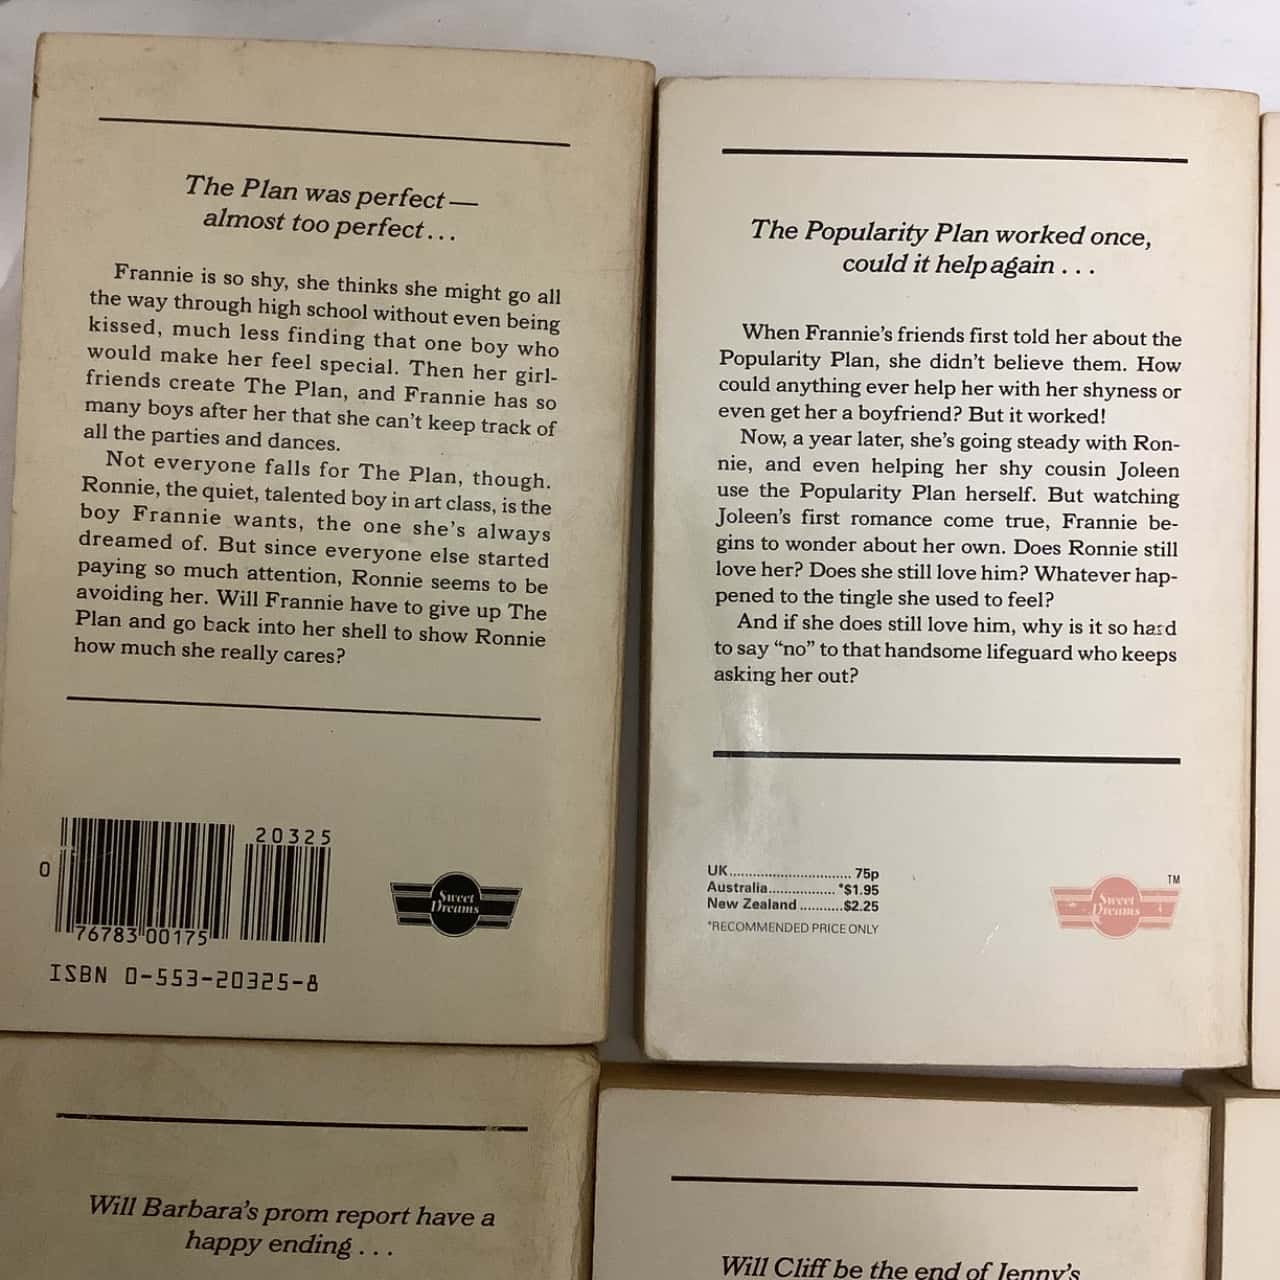 The Plan was perfect—
almost too perfect...
Frannie is so shy, she thinks she might go all
the way through high school without even being
kissed, much less finding that one boy who
would make her feel special. Then her girl-
friends create The Plan, and Frannie has so
many boys after her that she can't keep track of
all the parties and dances.
Not everyone falls for The Plan, though.
Ronnie, the quiet, talented boy in art class, is the
boy Frannie wants, the one she's always
dreamed of. But since everyone else started
paying so much attention, Ronnie seems to be
avoiding her. Will Frannie have to give up The
Plan and go back into her shell to show Ronnie
how much she really cares?
20325
0
76783 00175
Sweet
Dreams
ISBN 0-553-20325-8
The Popularity Plan worked once,
could it help again . . .
When Frannie's friends first told her about the
Popularity Plan, she didn't believe them. How
could anything ever help her with her shyness or
even get her a boyfriend? But it worked!
Now, a year later, she's going steady with Ron-
nie, and even helping her shy cousin Joleen
use the Popularity Plan herself. But watching
Joleen's first romance come true, Frannie be-
gins to wonder about her own. Does Ronnie still
love her? Does she still love him? Whatever hap-
pened to the tingle she used to feel?
And if she does still love him, why is it so hard
to say "no" to that handsome lifeguard who keeps
asking her out?
UK.............................. 75p
Australia................ *$1.95
New Zealand ...........$2.25
*RECOMMENDED PRICE ONLY
TM
Sweet
Dreams
Will Barbara's prom report have a
happy ending . . .
Will Cliff be the end of Jenny's